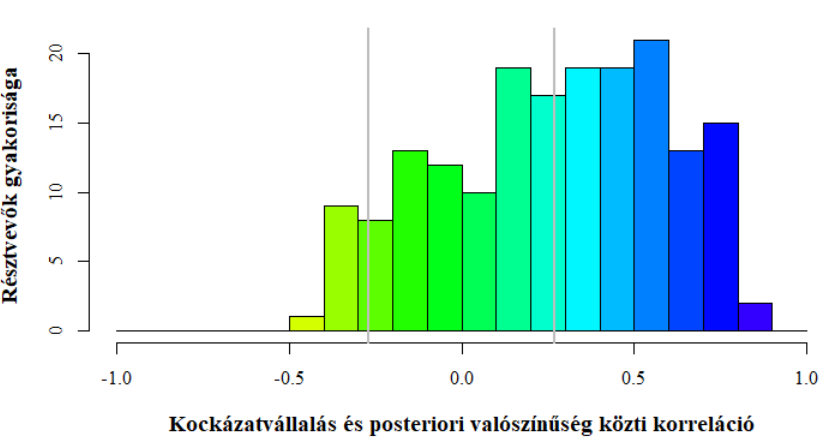 Résztvevők gyakorisága
20
15
10
5
0
-1.0 -0.5 0.0 0.5 1.0
Kockázatvállalás és posteriori valószínűség közti korreláció